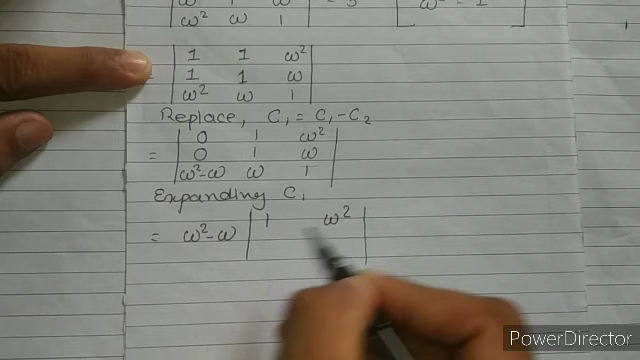 ω² ω 1
1 1 ω²
= 1 1 ω
ω² ω 1
Replace, C₁ = C₁-C₂
0 1 ω²
= 0 1 ω
ω²-ω ω 1
Expanding C₁
= ω²-ω 1 ω²
PowerDirector